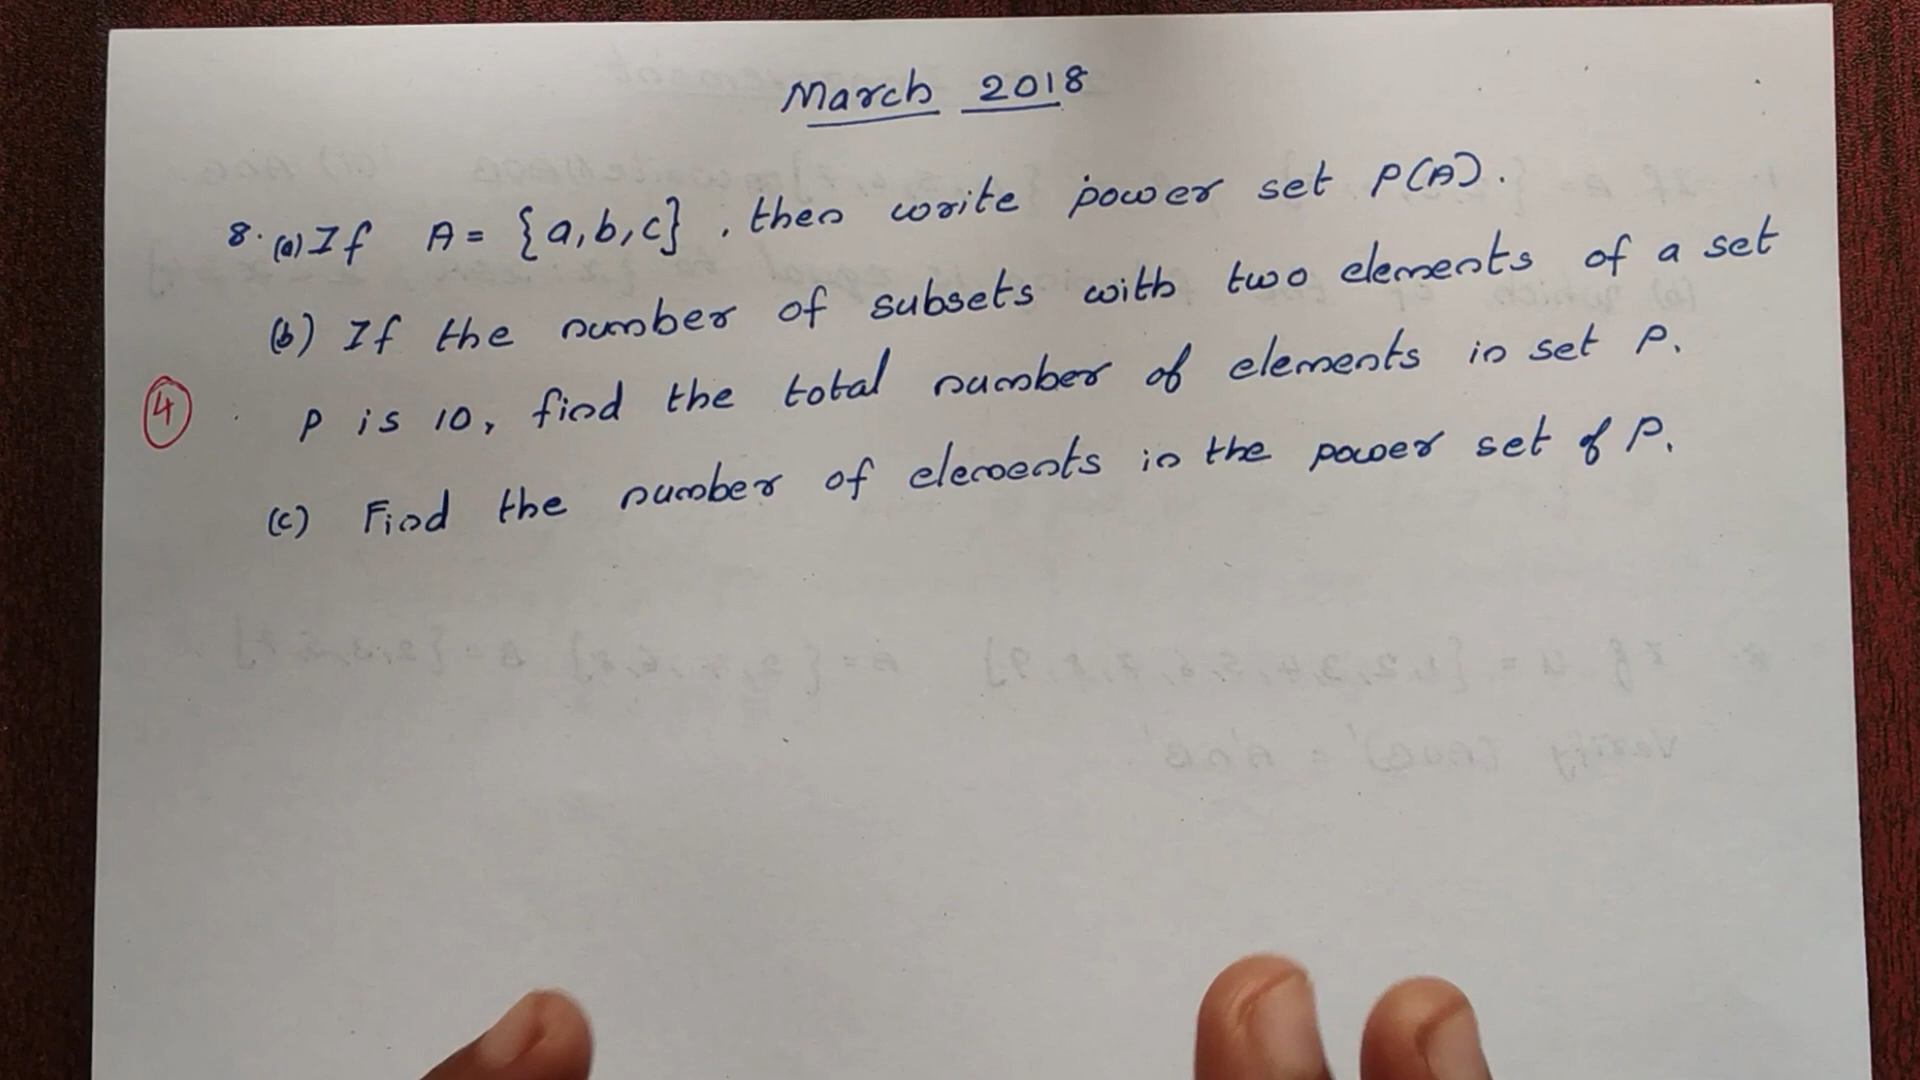 March 2018
8. (a) If A = {a,b,c}, then write power set P(A).
(b) If the number of subsets with two elements of a set
P is 10, find the total number of elements in set P.
(c) Find the number of elements in the power set of P.
4